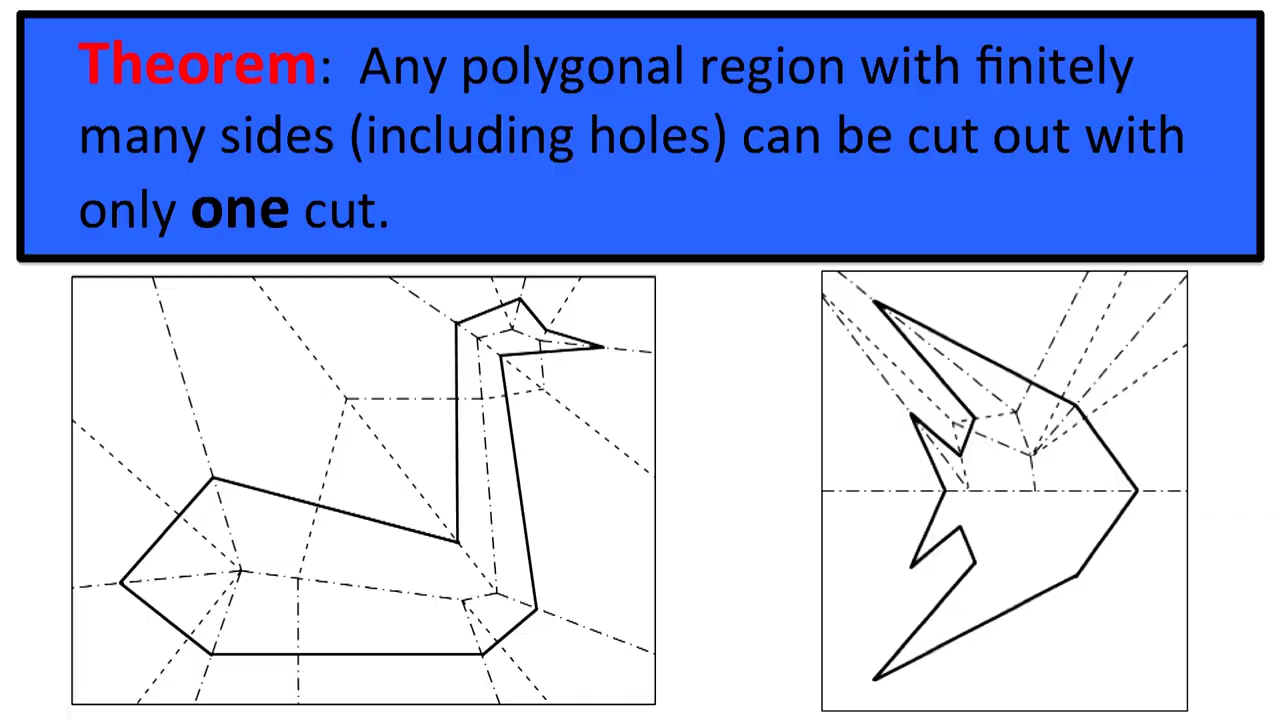 Theorem: Any polygonal region with finitely
many sides (including holes) can be cut out with
only one cut.